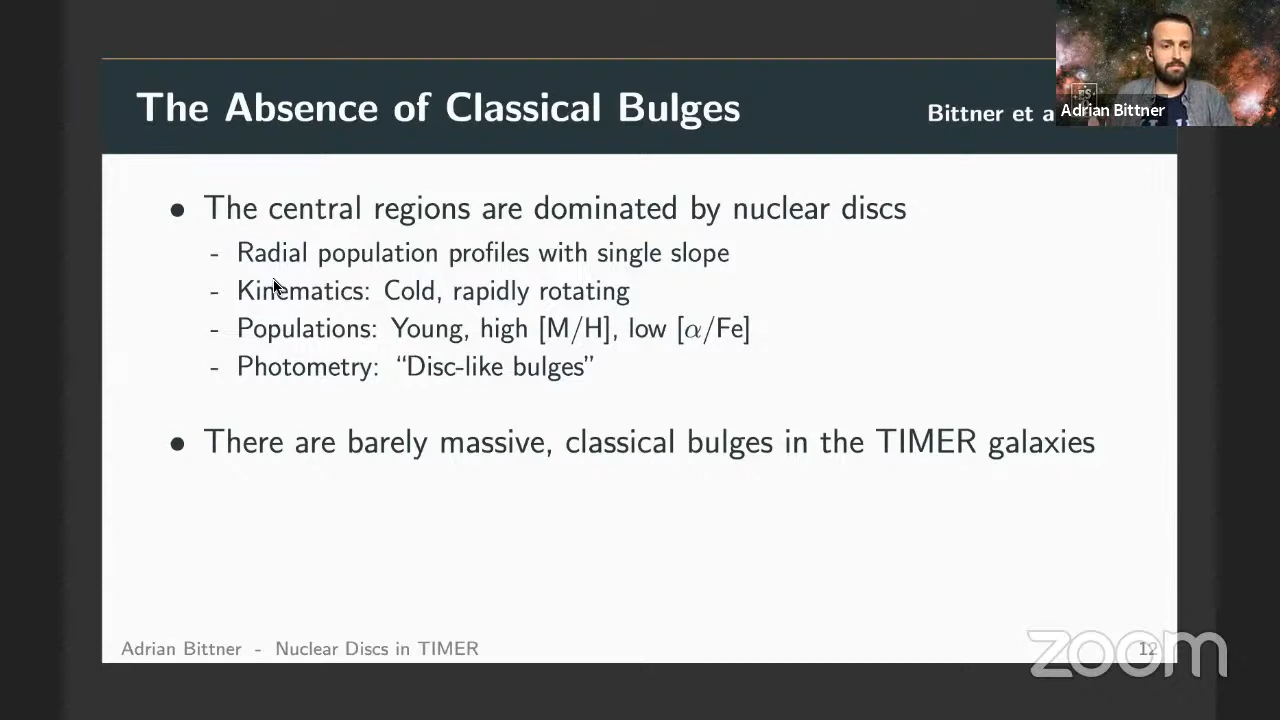 The Absence of Classical Bulges
Bittner et a
Adrian Bittner
• The central regions are dominated by nuclear discs
- Radial population profiles with single slope
- Kinematics: Cold, rapidly rotating
- Populations: Young, high [M/H], low [α/Fe]
- Photometry: “Disc-like bulges”
• There are barely massive, classical bulges in the TIMER galaxies
Adrian Bittner - Nuclear Discs in TIMER
12
zoom